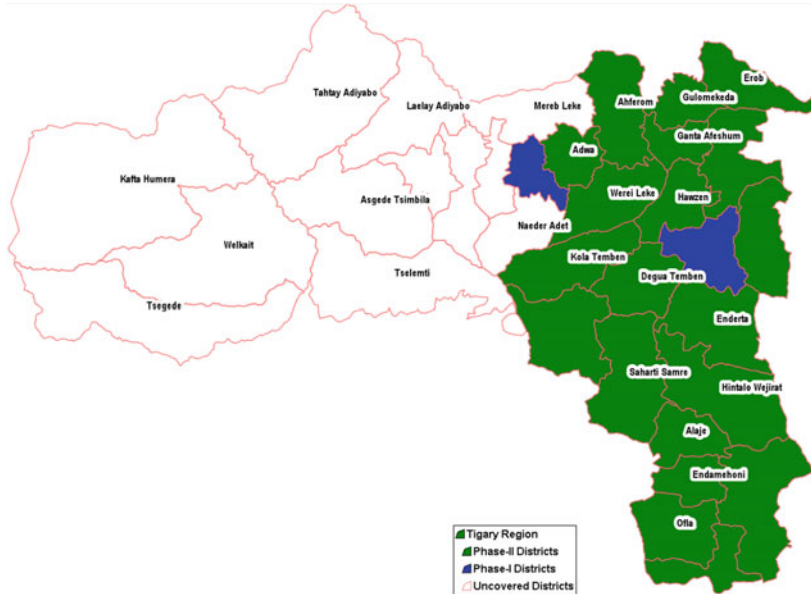 Erob
Tahtay Adiyabo
Gulomekeda
Laelay Adiyabo
Mereb Leke
Ahferom
Ganta Afeshum
Adwa
Kafta Humera
Werei Leke
Hawzen
Asgede Tsimbila
Naeder Adet
Welkait
Kola Temben
Tselemti
Degua Temben
Tsegede
Enderta
Saharti Samre
Hintalo Wejirat
Alaje
Endamehoni
Ofla
Tigary Region
Phase-II Districts
Phase-I Districts
Uncovered Districts